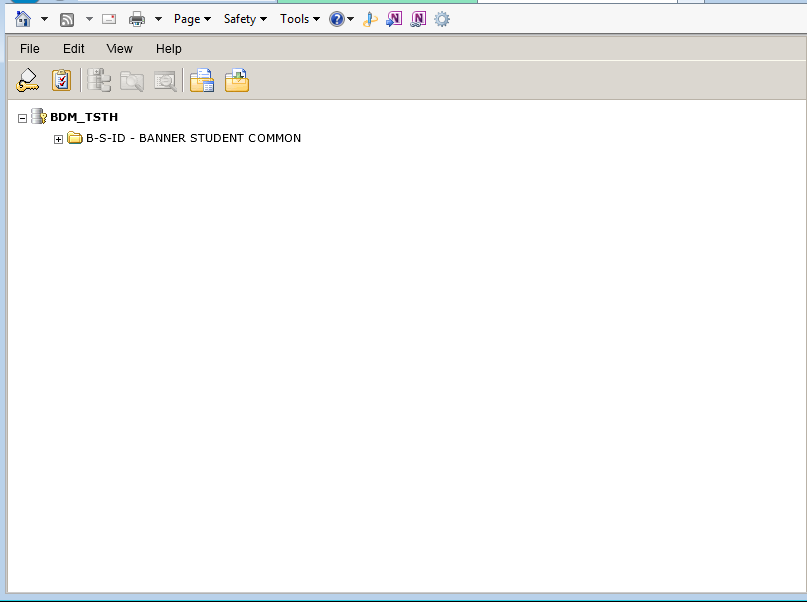 Page Safety Tools
File Edit View Help
BDM_TSTH
B-S-ID - BANNER STUDENT COMMON